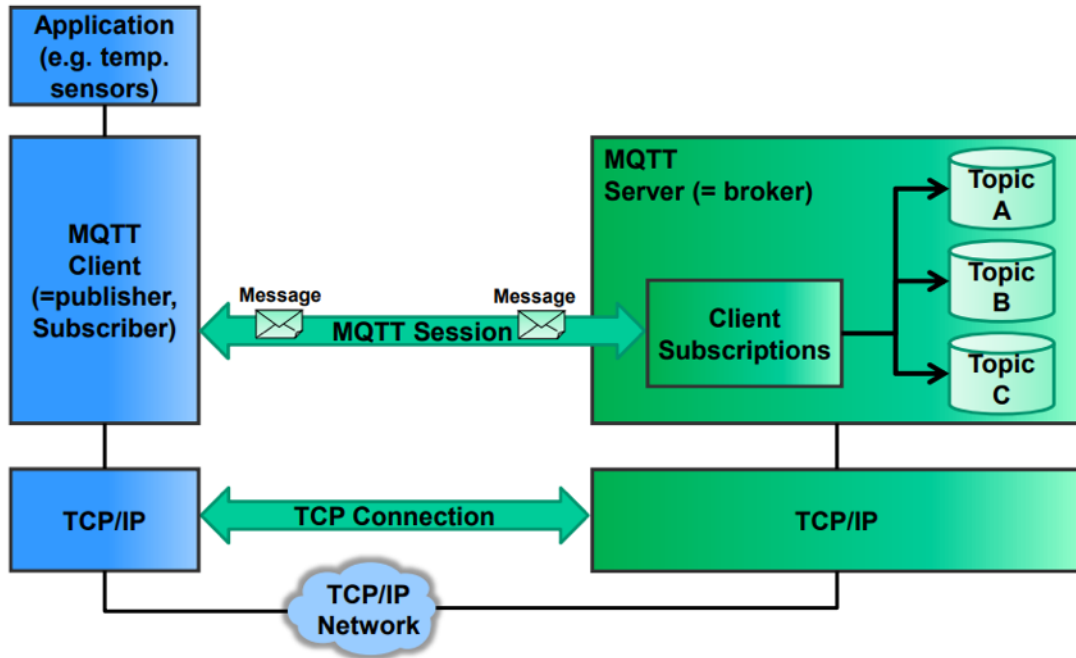 Application
(e.g. temp.
sensors)
MQTT
Client
(=publisher,
Subscriber)
Message
Message
MQTT Session
MQTT
Server (= broker)
Client
Subscriptions
Topic
A
Topic
B
Topic
C
TCP/IP
TCP Connection
TCP/IP
TCP/IP
Network